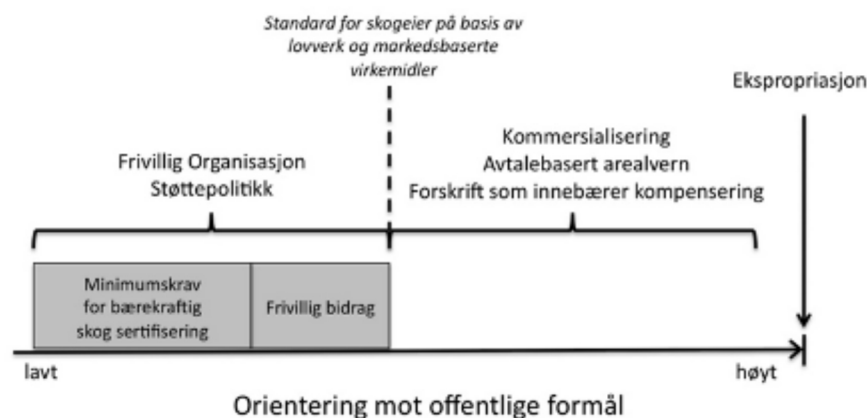 Standard for skogeier på basis av
lovverk og markedsbaserte
virkemidler
Ekspropriasjon
Frivillig Organisasjon
Støttepolitikk
Kommersialisering
Avtalebasert arealvern
Forskrift som innebærer kompensering
Minimumskrav
for bærekraftig
skog sertifisering
Frivillig bidrag
lavt
høyt
Orientering mot offentlige formål